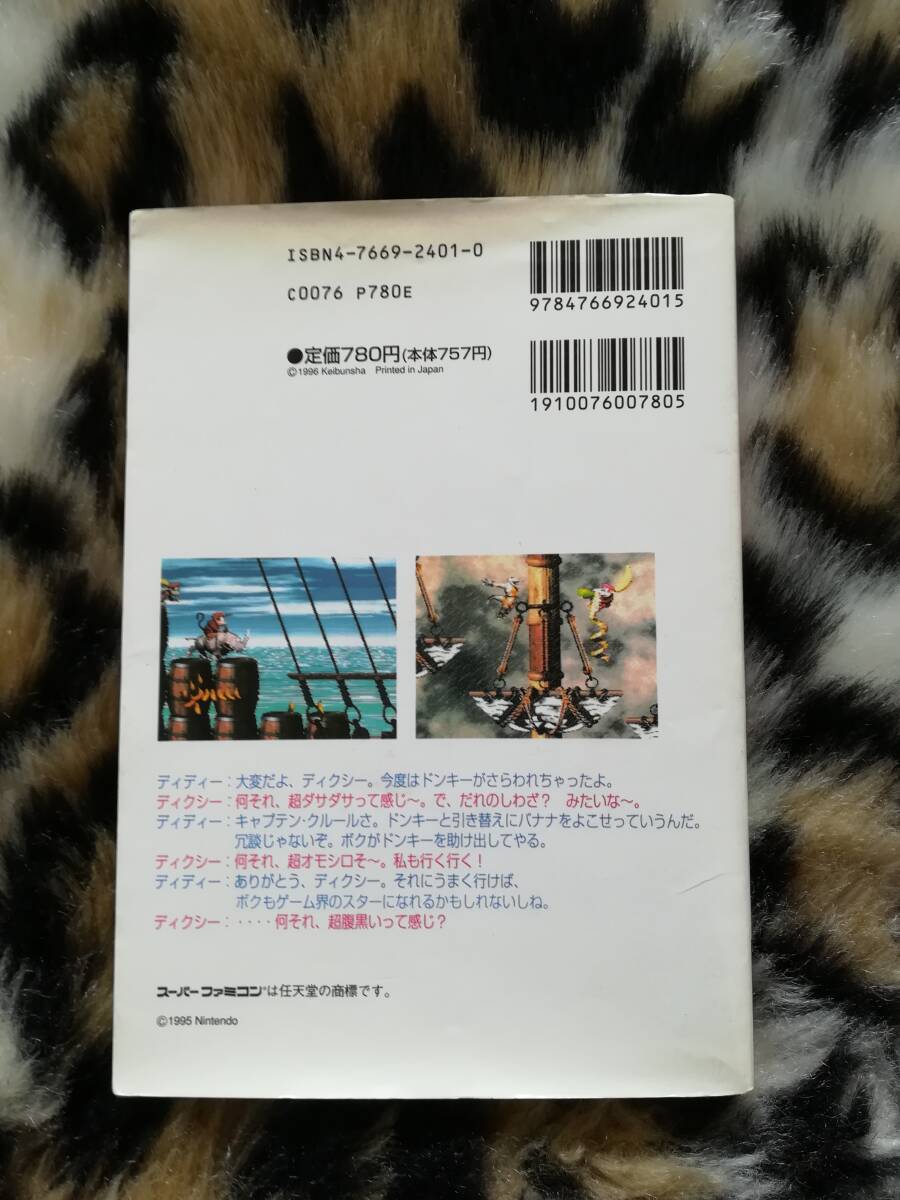 ISBN4-7669-2401-0
C0076 P780E
9784766924015
●定価780円(本体757円)
©1996 Keibunsha Printed in Japan
1910076007805
ディディー：大変だよ、ディクシー。今度はドンキーがさらわれちゃったよ。
ディクシー：何それ、超ダサダサって感じ〜。で、だれのしわざ？ みたいな〜。
ディディー：キャプテン・クルールさ。ドンキーと引き替えにバナナをよこせっていうんだ。
冗談じゃないぞ。ボクがドンキーを助け出してやる。
ディクシー：何それ、超オモシロそ〜。私も行く行く！
ディディー：ありがとう、ディクシー。それにうまく行けば、
ボクもゲーム界のスターになれるかもしれないしね。
ディクシー：‥‥何それ、超腹黒いって感じ？
スーパーファミコン®は任天堂の商標です。
©1995 Nintendo